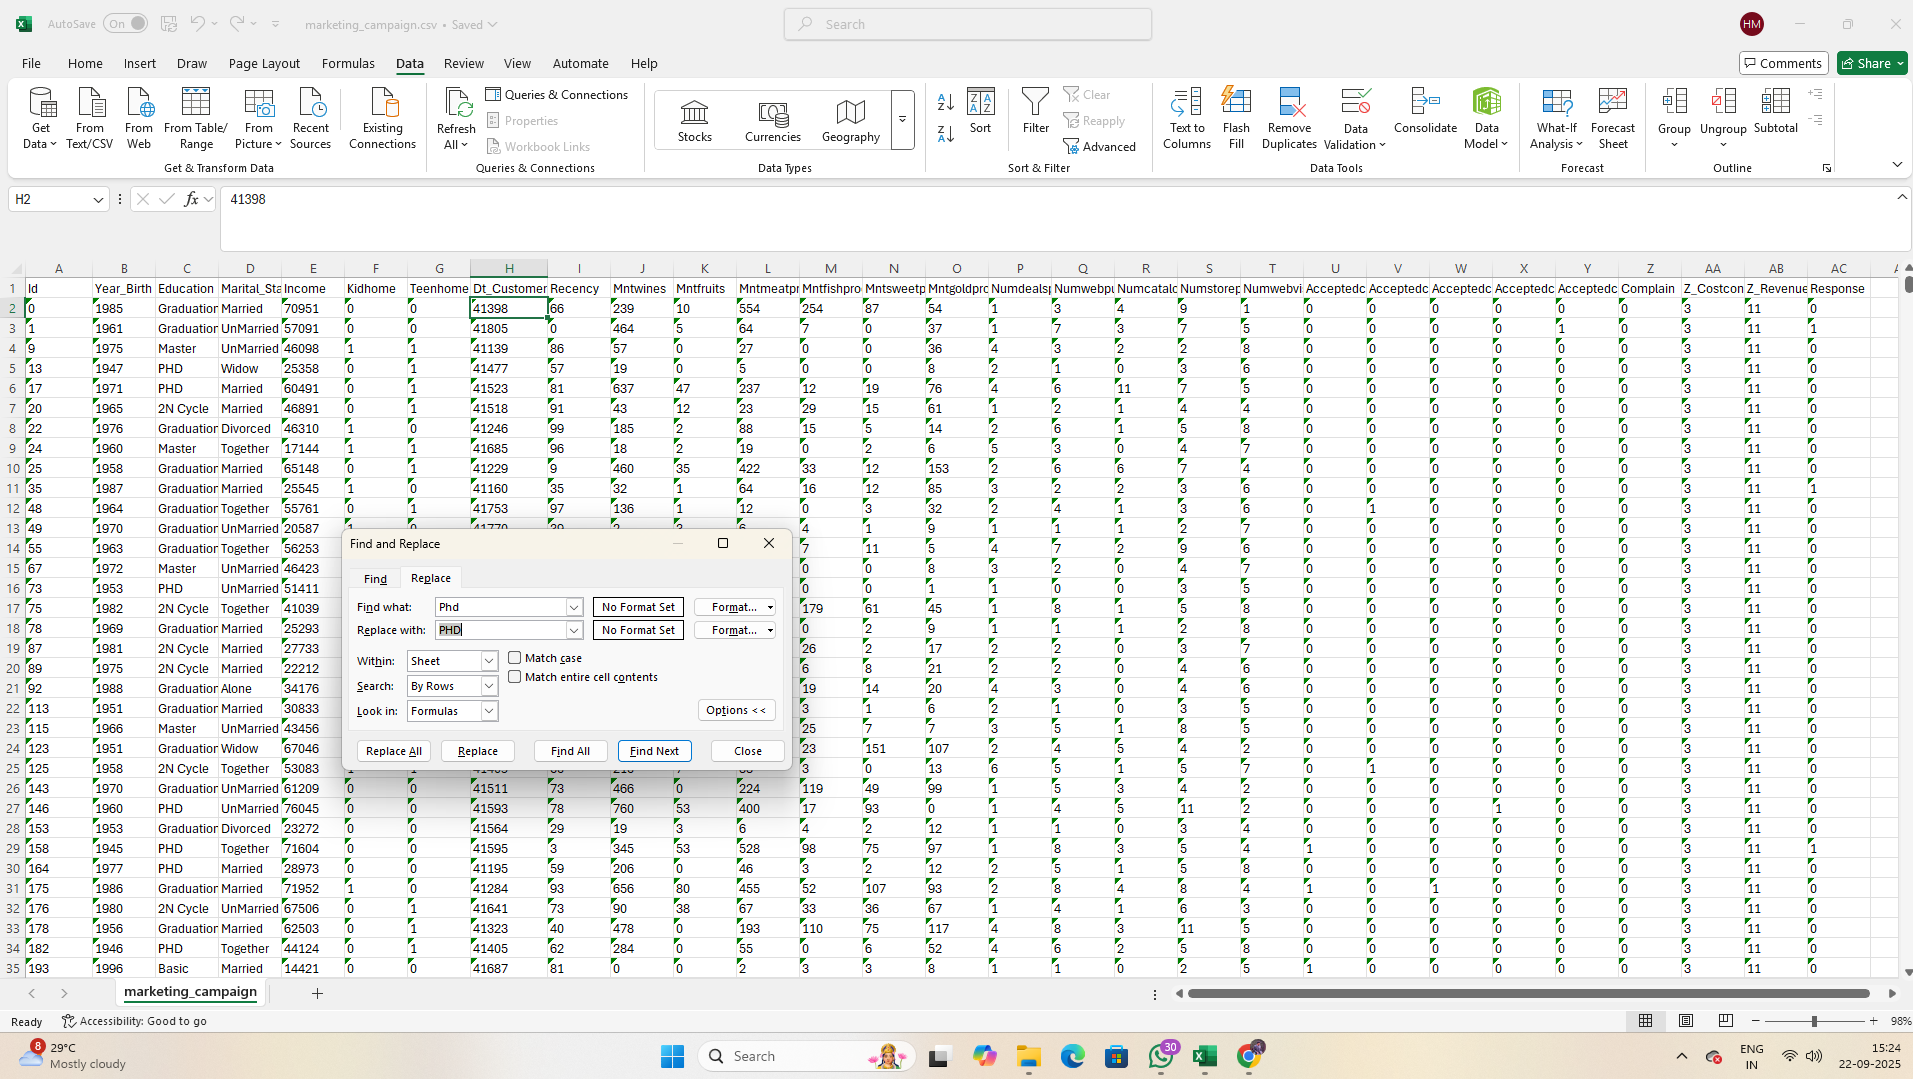 AutoSave On marketing_campaign.csv • Saved Search HM
File Home Insert Draw Page Layout Formulas Data Review View Automate Help Comments Share
Get Data From Text/CSV From Web From Table/Range From Picture Recent Sources Existing Connections
Get & Transform Data
Refresh All Queries & Connections Properties Workbook Links
Queries & Connections
Stocks Currencies Geography
Data Types
Sort Filter Clear Reapply Advanced
Sort & Filter
Text to Columns Flash Fill Remove Duplicates Data Validation Consolidate Data Model
Data Tools
What-If Analysis Forecast Sheet
Forecast
Group Ungroup Subtotal
Outline
H2 fx 41398
A B C D E F G H I J K L M N O P Q R S T U V W X Y Z AA AB AC
1 Id Year_Birth Education Marital_Sta Income Kidhome Teenhome Dt_Customer Recency Mntwines Mntfruits Mntmeatpr Mntfishpro Mntsweetp Mntgoldpro Numdealsp Numwebpu Numcatalo Numstorep Numwebvi Acceptedc Acceptedc Acceptedc Acceptedc Acceptedc Complain Z_Costcon Z_Revenue Response
2 0 1985 Graduation Married 70951 0 0 41398 66 239 10 554 254 87 54 1 3 4 9 1 0 0 0 0 0 0 3 11 0
3 1 1961 Graduation UnMarried 57091 0 0 41805 0 464 5 64 7 0 37 1 7 3 7 5 0 0 0 0 1 0 3 11 1
4 9 1975 Master UnMarried 46098 1 1 41139 86 57 0 27 0 0 36 4 3 2 2 8 0 0 0 0 0 0 3 11 0
5 13 1947 PHD Widow 25358 0 1 41477 57 19 0 5 0 0 8 2 1 0 3 6 0 0 0 0 0 0 3 11 0
6 17 1971 PHD Married 60491 0 1 41523 81 637 47 237 12 19 76 4 6 11 7 5 0 0 0 0 0 0 3 11 0
7 20 1965 2N Cycle Married 46891 0 1 41518 91 43 12 23 29 15 61 1 2 1 4 4 0 0 0 0 0 0 3 11 0
8 22 1976 Graduation Divorced 46310 1 0 41246 99 185 2 88 15 5 14 2 6 1 5 8 0 0 0 0 0 0 3 11 0
9 24 1960 Master Together 17144 1 1 41685 96 18 2 19 0 2 6 5 3 0 4 7 0 0 0 0 0 0 3 11 0
10 25 1958 Graduation Married 65148 0 1 41229 9 460 35 422 33 12 153 2 6 6 7 4 0 0 0 0 0 0 3 11 0
11 35 1987 Graduation Married 25545 1 0 41160 35 32 1 64 16 12 85 3 2 2 3 6 0 0 0 0 0 0 3 11 1
12 48 1964 Graduation Together 55761 0 1 41753 97 136 1 12 0 3 32 2 4 1 3 6 0 1 0 0 0 0 3 11 0
13 49 1970 Graduation UnMarried 20587 4 1 9 1 1 1 2 7 0 0 0 0 0 0 3 11 0
14 55 1963 Graduation Together 56253 7 11 5 4 7 2 9 6 0 0 0 0 0 0 3 11 0
15 67 1972 Master UnMarried 46423 0 0 8 3 2 0 4 7 0 0 0 0 0 0 3 11 0
16 73 1953 PHD UnMarried 51411 0 0 1 1 0 0 3 5 0 0 0 0 0 0 3 11 0
17 75 1982 2N Cycle Together 41039 179 61 45 1 8 1 5 8 0 0 0 0 0 0 3 11 0
18 78 1969 Graduation Married 25293 0 2 9 1 1 1 2 8 0 0 0 0 0 0 3 11 0
19 87 1981 2N Cycle Married 27733 26 2 17 2 2 0 3 7 0 0 0 0 0 0 3 11 0
20 89 1975 2N Cycle Married 22212 6 8 21 2 2 0 4 6 0 0 0 0 0 0 3 11 0
21 92 1988 Graduation Alone 34176 19 14 20 4 3 0 4 6 0 0 0 0 0 0 3 11 0
22 113 1951 Graduation Married 30833 3 1 6 2 1 0 3 5 0 0 0 0 0 0 3 11 0
23 115 1966 Master UnMarried 43456 25 7 7 3 5 1 8 5 0 0 0 0 0 0 3 11 0
24 123 1951 Graduation Widow 67046 23 151 107 2 4 5 4 2 0 0 0 0 0 0 3 11 0
25 125 1958 2N Cycle Together 53083 3 0 13 6 5 1 5 7 0 1 0 0 0 0 3 11 0
26 143 1970 Graduation UnMarried 61209 0 0 41511 73 466 0 224 119 49 99 1 5 3 4 2 0 0 0 0 0 0 3 11 0
27 146 1960 PHD UnMarried 76045 0 0 41593 78 760 53 400 17 93 0 1 4 5 11 2 0 0 0 1 0 0 3 11 0
28 153 1953 Graduation Divorced 23272 0 0 41564 29 19 3 6 4 2 12 1 1 0 3 4 0 0 0 0 0 0 3 11 0
29 158 1945 PHD Together 71604 0 0 41595 3 345 53 528 98 75 97 1 8 3 5 4 1 0 0 0 0 0 3 11 1
30 164 1977 PHD Married 28973 0 0 41195 59 206 0 46 3 2 12 2 5 1 5 8 0 0 0 0 0 0 3 11 0
31 175 1986 Graduation Married 71952 1 0 41284 93 656 80 455 52 107 93 2 8 4 8 4 1 0 1 0 0 0 3 11 0
32 176 1980 2N Cycle UnMarried 67506 0 1 41641 73 90 38 67 33 36 67 1 4 1 6 3 0 0 0 0 0 0 3 11 0
33 178 1956 Graduation Married 62503 0 1 41323 40 478 0 193 110 75 117 4 8 3 11 5 0 0 0 0 0 0 3 11 0
34 182 1946 PHD Together 44124 0 1 41405 62 284 0 55 0 6 52 4 6 2 5 8 0 0 0 0 0 0 3 11 0
35 193 1996 Basic Married 14421 0 0 41687 81 0 0 2 3 3 8 1 1 0 2 5 1 0 0 0 0 0 3 11 0
Find and Replace
Find Replace
Find what: Phd No Format Set Format...
Replace with: PHD No Format Set Format...
Within: Sheet Match case
Search: By Rows Match entire cell contents
Look in: Formulas Options <<
Replace All Replace Find All Find Next Close
marketing_campaign
Ready Accessibility: Good to go 98%
8 29°C Mostly cloudy Search 30 ENG IN 15:24 22-09-2025